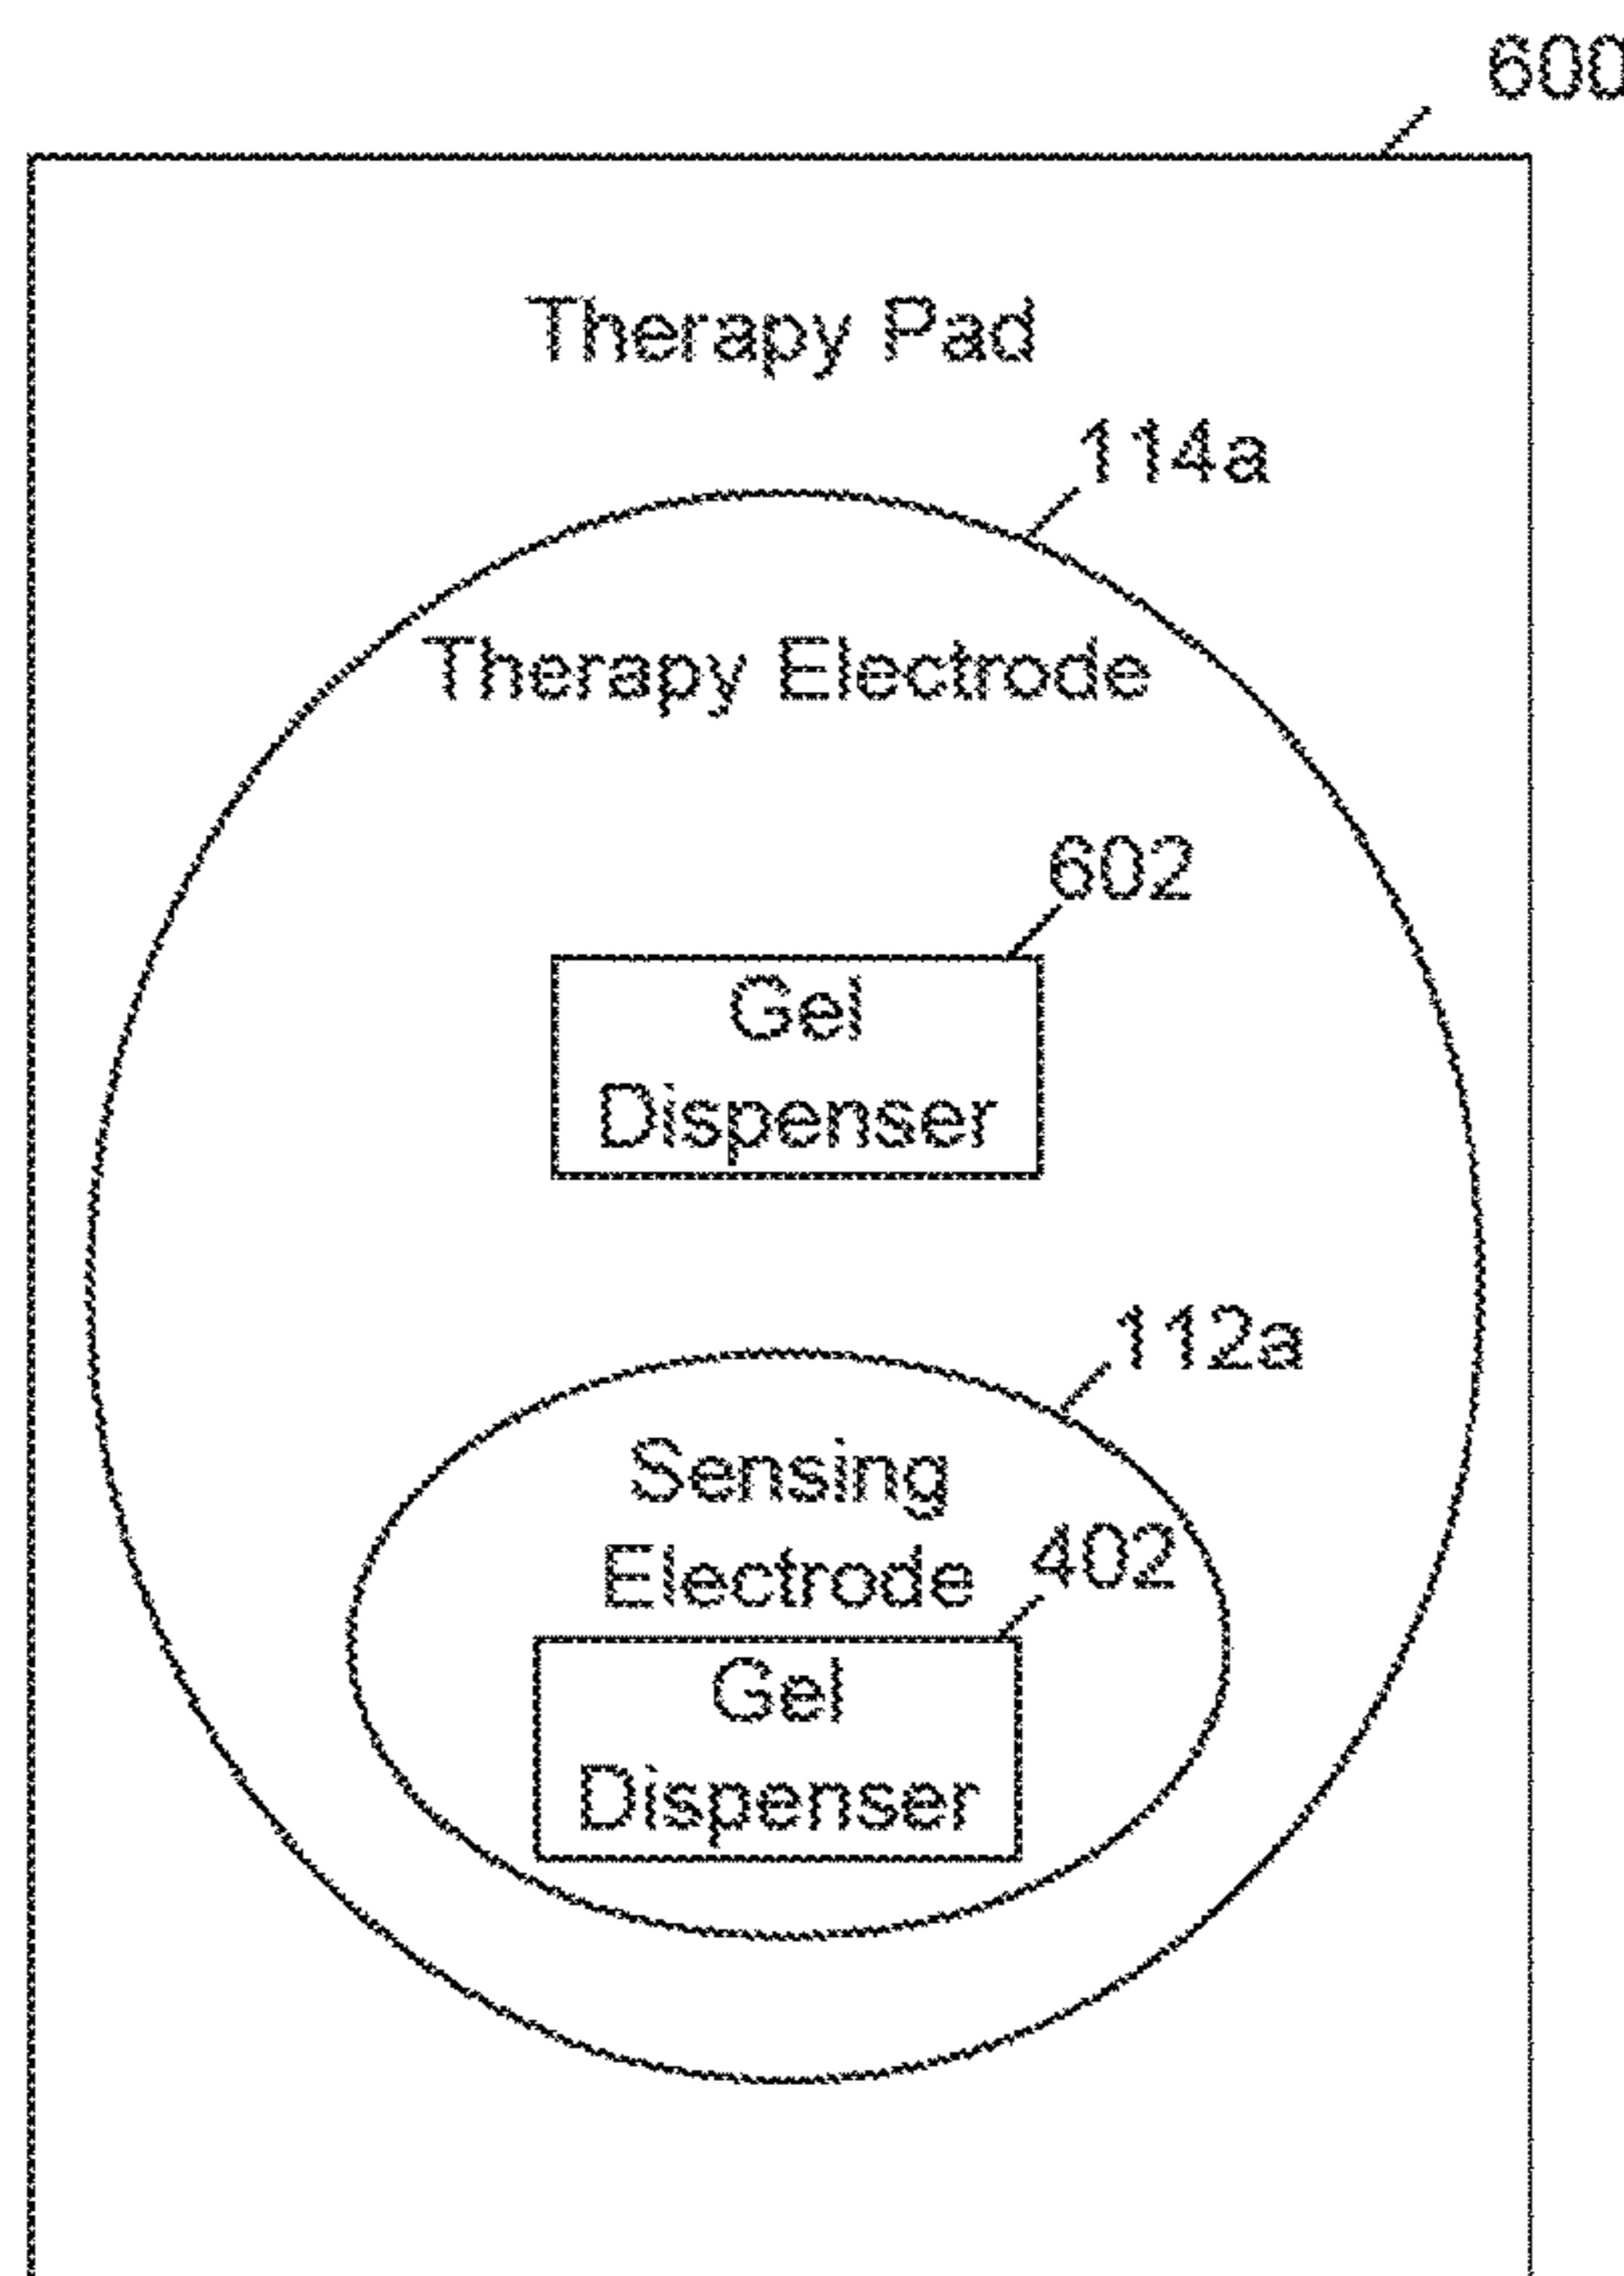 600
Therapy Pad
114a
Therapy Electrode
602
Gel
Dispenser
112a
Sensing
Electrode
402
Gel
Dispenser